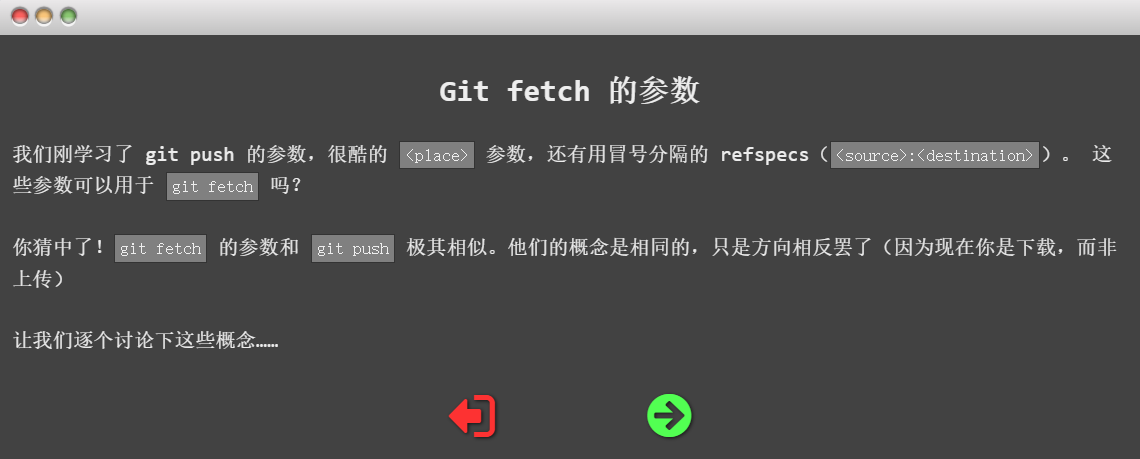 Git fetch 的参数
我们刚学习了 git push 的参数，很酷的 <place> 参数，还有用冒号分隔的 refspecs（<source>:<destination>）。 这
些参数可以用于 git fetch 吗？
你猜中了！git fetch 的参数和 git push 极其相似。他们的概念是相同的，只是方向相反罢了（因为现在你是下载，而非
上传）
让我们逐个讨论下这些概念……